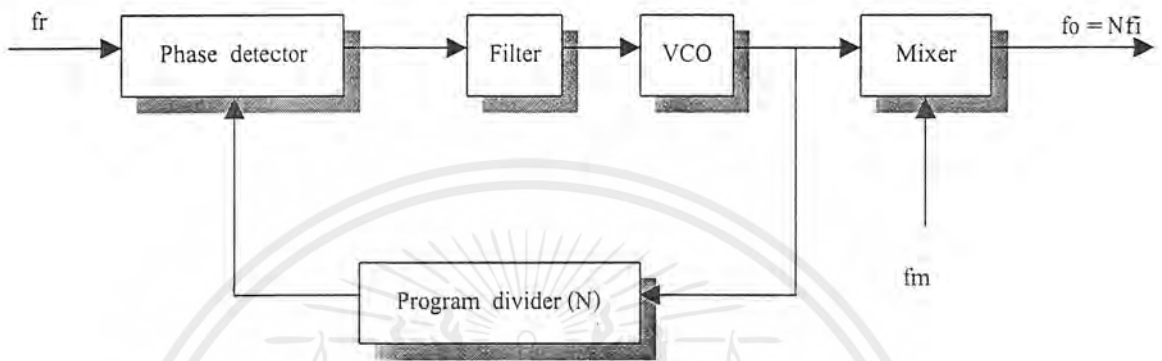 fr
Phase detector
Filter
VCO
Mixer
fo = Nfi
fm
Program divider (N)